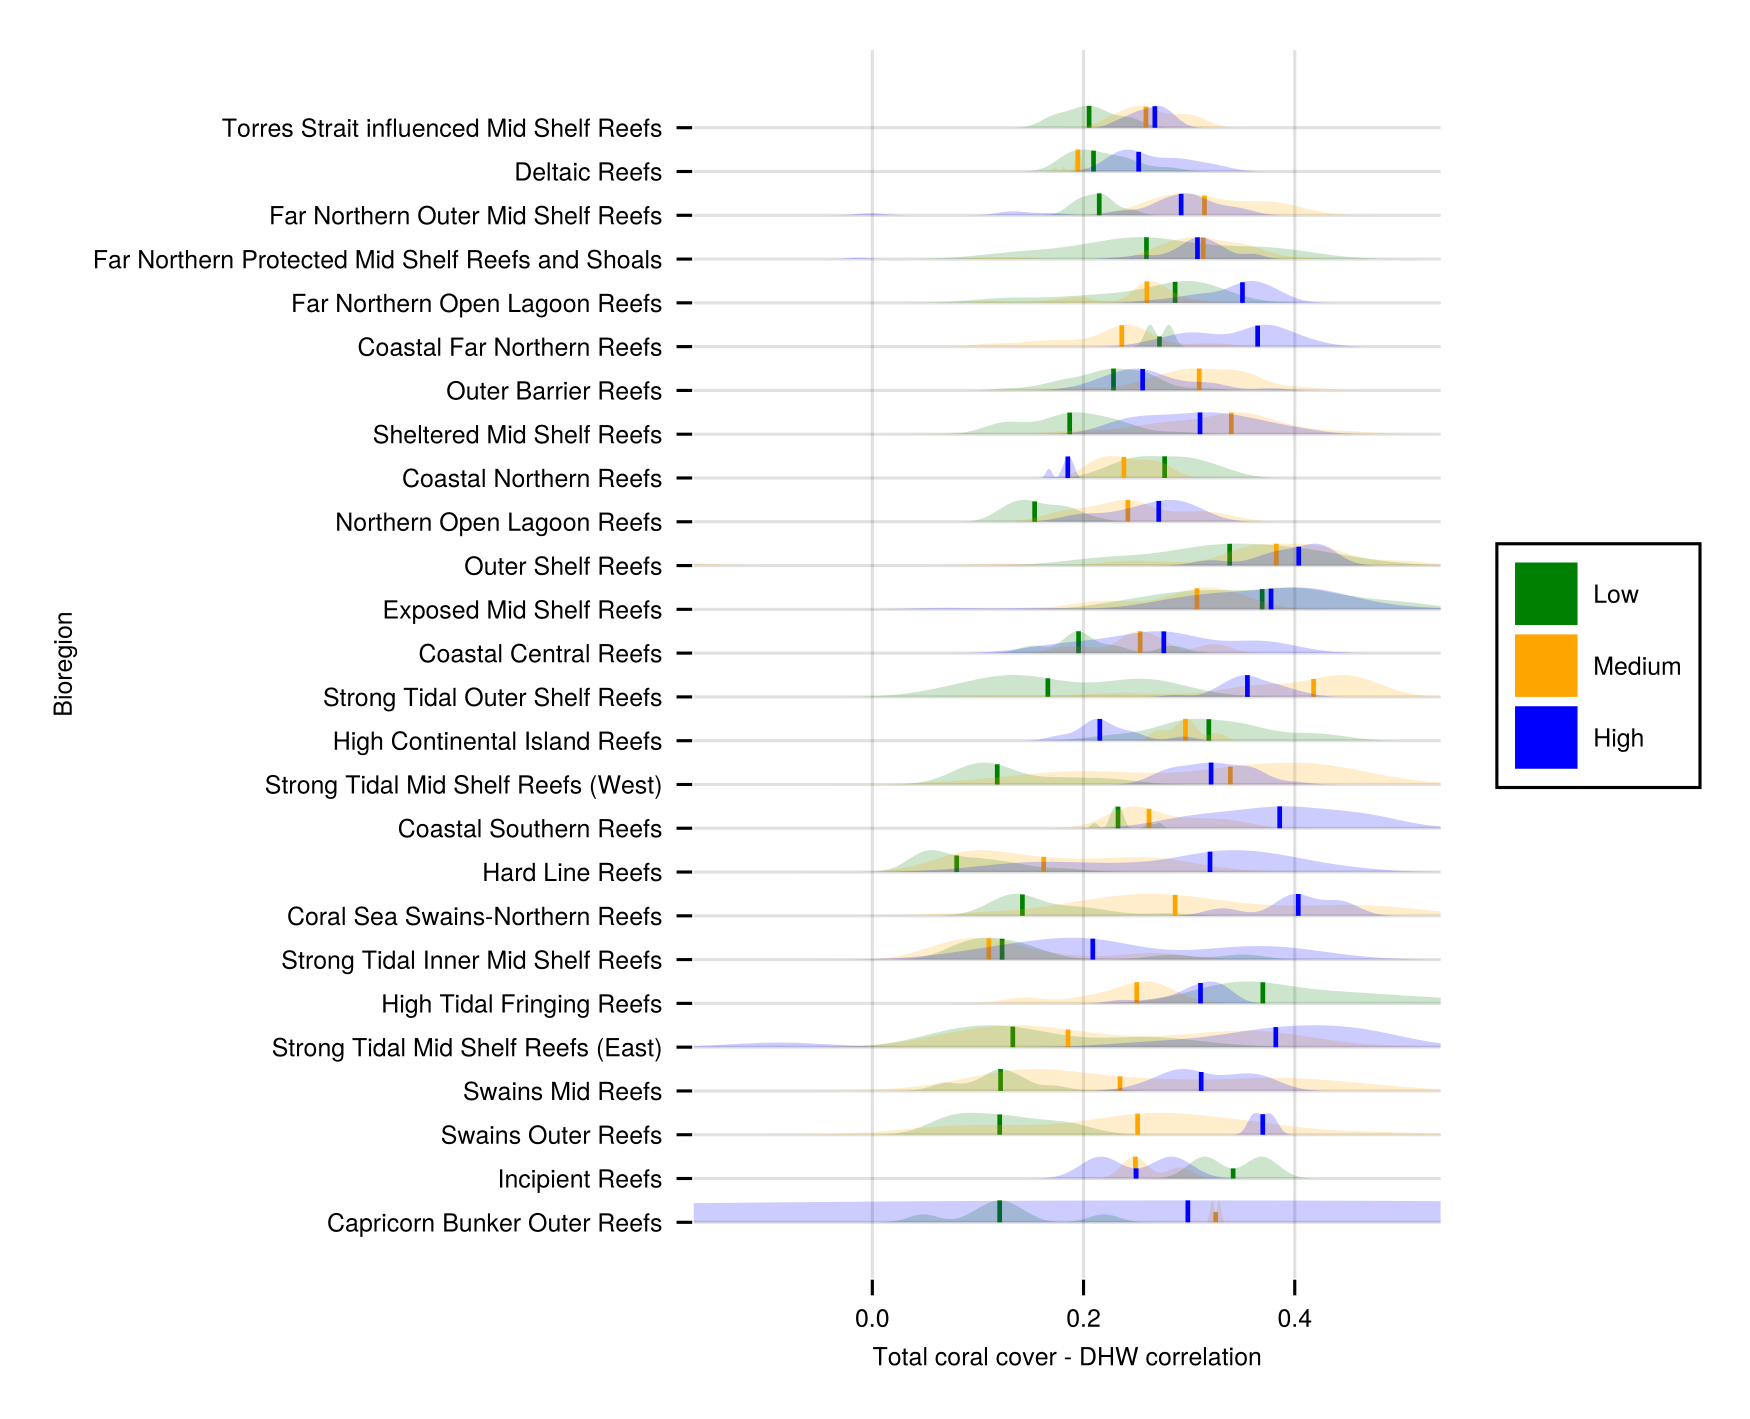 Torres Strait influenced Mid Shelf Reefs
Deltaic Reefs
Far Northern Outer Mid Shelf Reefs
Far Northern Protected Mid Shelf Reefs and Shoals
Far Northern Open Lagoon Reefs
Coastal Far Northern Reefs
Outer Barrier Reefs
Sheltered Mid Shelf Reefs
Coastal Northern Reefs
Northern Open Lagoon Reefs
Outer Shelf Reefs
Exposed Mid Shelf Reefs
Coastal Central Reefs
Strong Tidal Outer Shelf Reefs
High Continental Island Reefs
Strong Tidal Mid Shelf Reefs (West)
Coastal Southern Reefs
Hard Line Reefs
Coral Sea Swains-Northern Reefs
Strong Tidal Inner Mid Shelf Reefs
High Tidal Fringing Reefs
Strong Tidal Mid Shelf Reefs (East)
Swains Mid Reefs
Swains Outer Reefs
Incipient Reefs
Capricorn Bunker Outer Reefs
Bioregion
0.0 0.2 0.4
Total coral cover - DHW correlation
Low
Medium
High